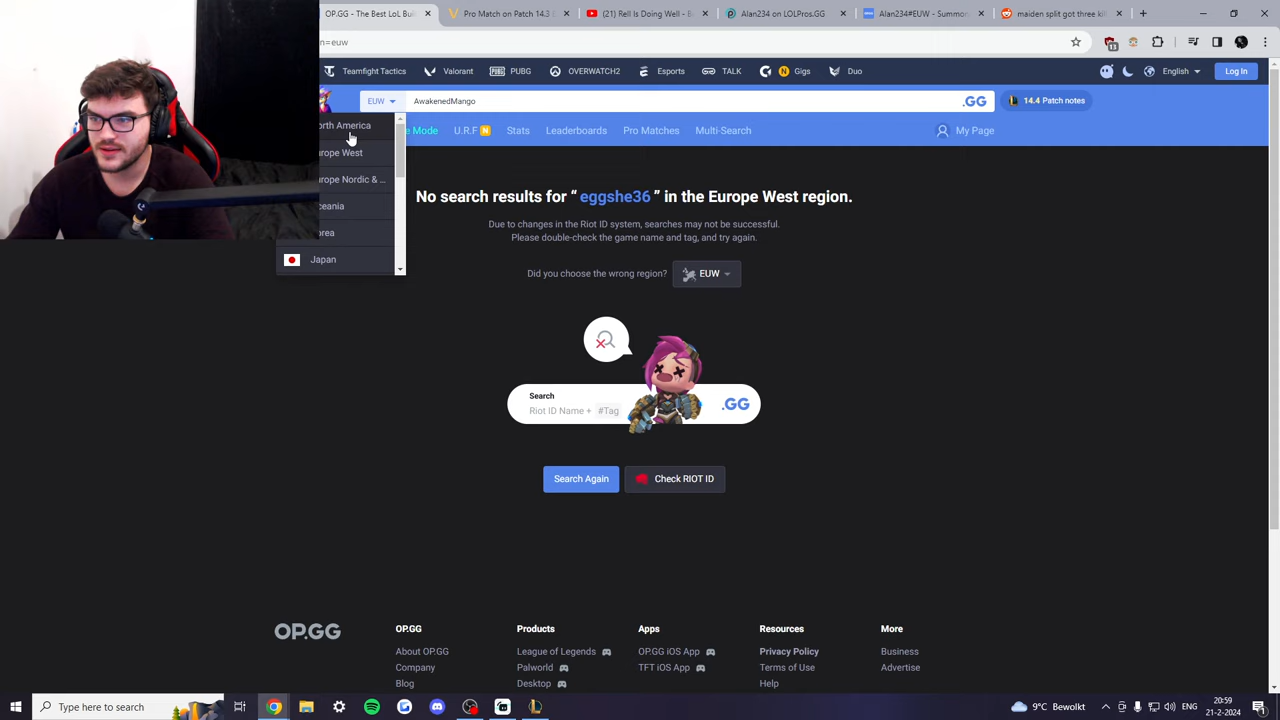 OP.GG - The Best LoL Buil
Pro Match on Patch 14.3
(21) Rell Is Doing Well - B
Alan234 on LOLPros.GG
Alan234#EUW - Summon
maiden split got three kil
n=euw
Teamfight Tactics
Valorant
PUBG
OVERWATCH2
Esports
TALK
Gigs
Duo
English
Log In
EUW
AwakenedMango
.GG
14.4 Patch notes
e Mode
U.R.F
Stats
Leaderboards
Pro Matches
Multi-Search
My Page
orth America
rope West
rope Nordic & ...
eania
rea
Japan
No search results for “ eggshe36 ” in the Europe West region.
Due to changes in the Riot ID system, searches may not be successful.
Please double-check the game name and tag, and try again.
Did you choose the wrong region?
EUW
Search
Riot ID Name + #Tag
.GG
Search Again
Check RIOT ID
OP.GG
OP.GG
About OP.GG
Company
Blog
Products
League of Legends
Palworld
Desktop
Apps
OP.GG iOS App
TFT iOS App
Resources
Privacy Policy
Terms of Use
Help
More
Business
Advertise
Type here to search
9°C Bewolkt
ENG
20:59
21-2-2024